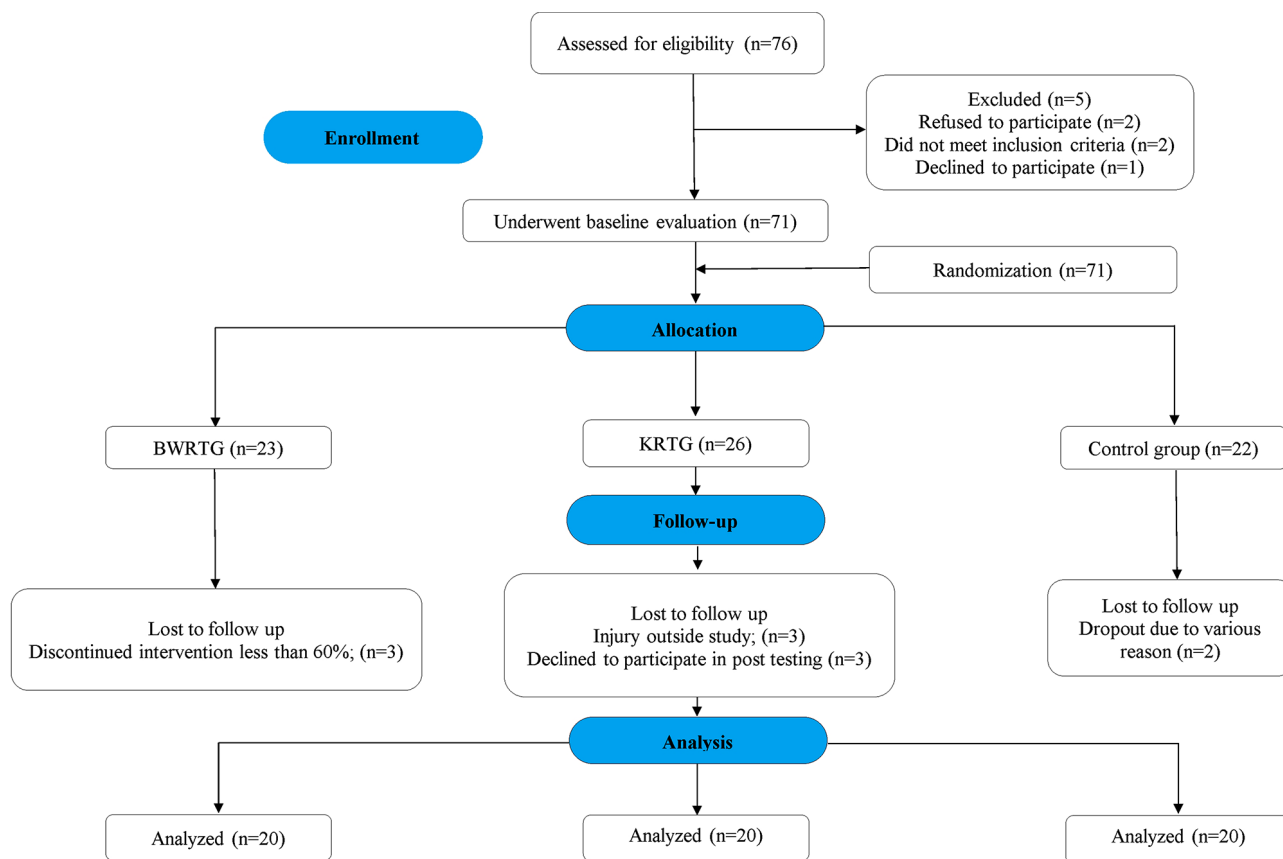 Assessed for eligibility (n=76)
Enrollment
Excluded (n=5)
Refused to participate (n=2)
Did not meet inclusion criteria (n=2)
Declined to participate (n=1)
Underwent baseline evaluation (n=71)
Randomization (n=71)
Allocation
BWRTG (n=23)
KRTG (n=26)
Control group (n=22)
Follow-up
Lost to follow up
Discontinued intervention less than 60%; (n=3)
Lost to follow up
Injury outside study; (n=3)
Declined to participate in post testing (n=3)
Lost to follow up
Dropout due to various
reason (n=2)
Analysis
Analyzed (n=20)
Analyzed (n=20)
Analyzed (n=20)